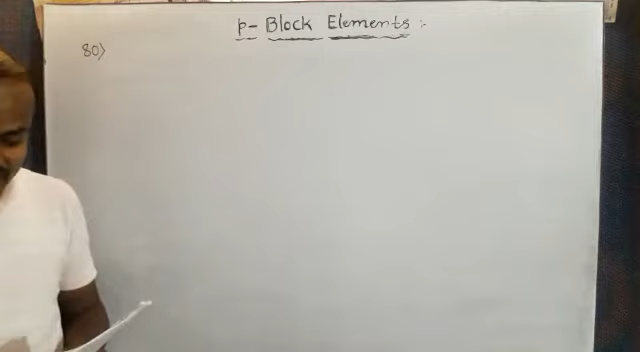 p- Block Elements :-
80)